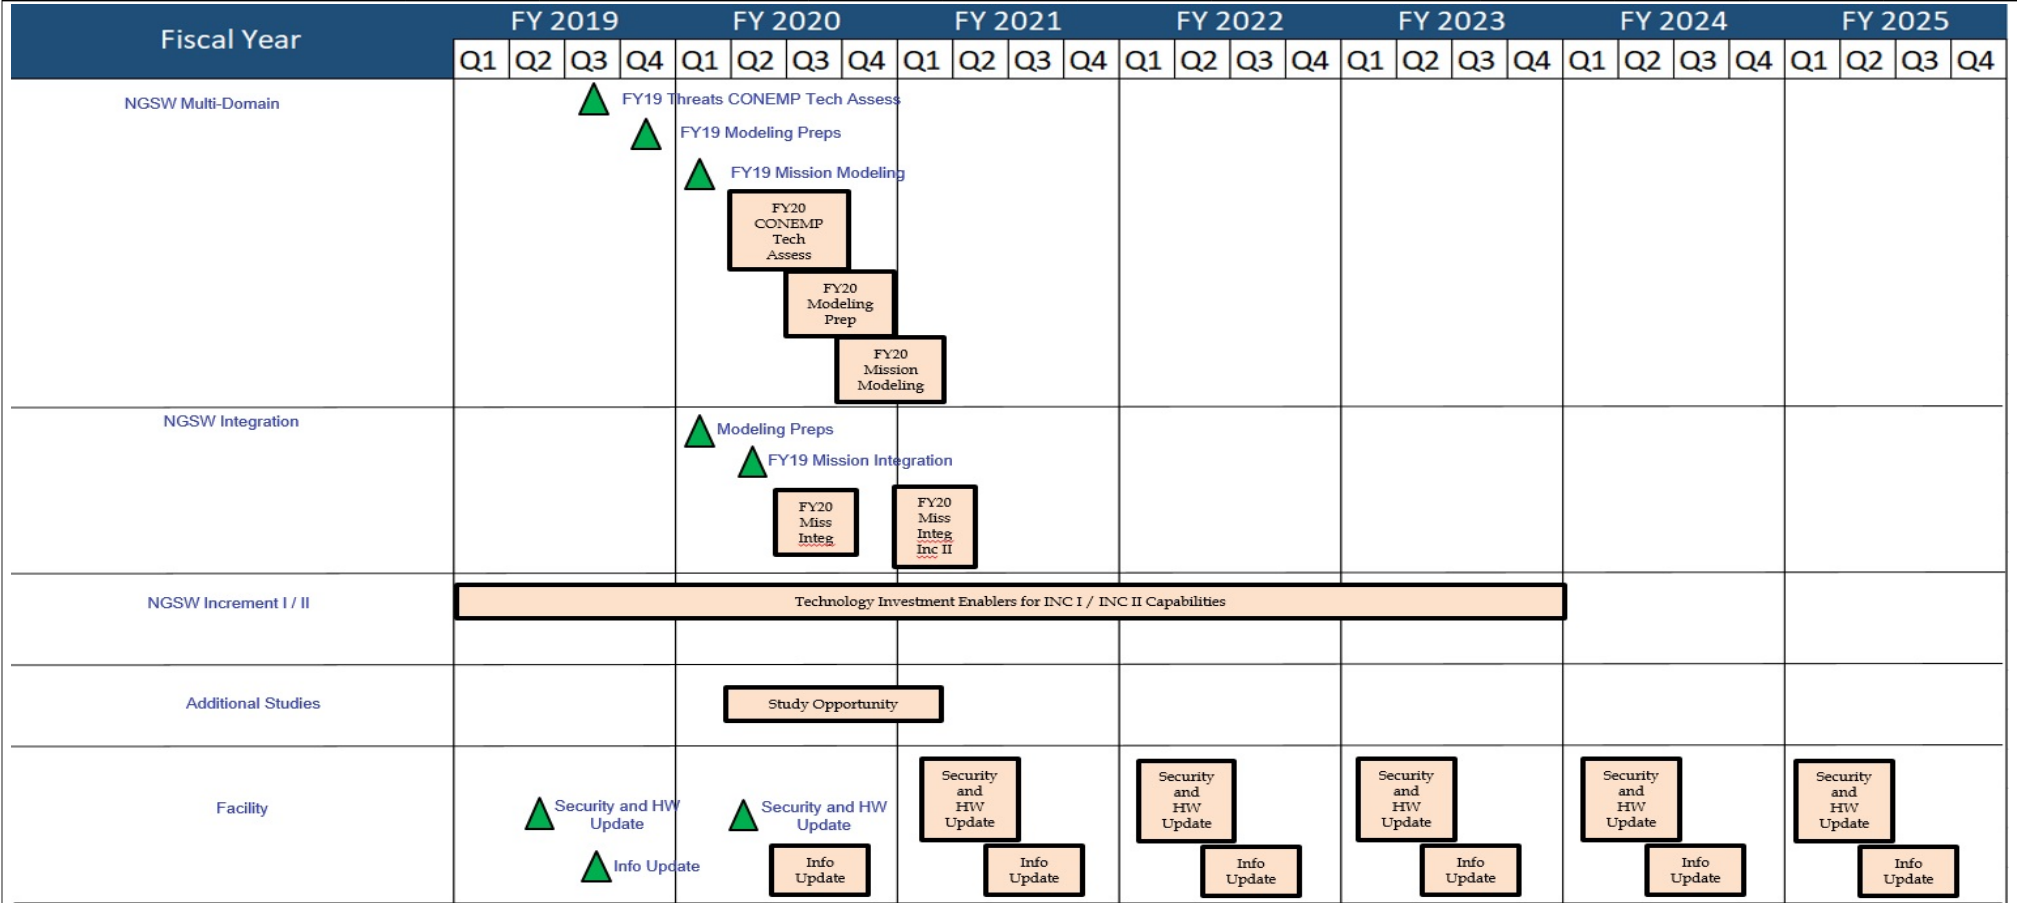 Fiscal Year
FY 2019 FY 2020 FY 2021 FY 2022 FY 2023 FY 2024 FY 2025
Q1 Q2 Q3 Q4 Q1 Q2 Q3 Q4 Q1 Q2 Q3 Q4 Q1 Q2 Q3 Q4 Q1 Q2 Q3 Q4 Q1 Q2 Q3 Q4 Q1 Q2 Q3 Q4
NGSW Multi-Domain
FY19 Threats CONEMP Tech Assess
FY19 Modeling Preps
FY19 Mission Modeling
FY20
CONEMP
Tech
Assess
FY20
Modeling
Prep
FY20
Mission
Modeling
NGSW Integration
Modeling Preps
FY19 Mission Integration
FY20
Miss
Integ
FY20
Miss
Integ
Inc II
NGSW Increment I / II
Technology Investment Enablers for INC I / INC II Capabilities
Additional Studies
Study Opportunity
Facility
Security and HW
Update
Info Update
Security and HW
Update
Info
Update
Security
and
HW
Update
Info
Update
Security
and
HW
Update
Info
Update
Security
and
HW
Update
Info
Update
Security
and
HW
Update
Info
Update
Security
and
HW
Update
Info
Update